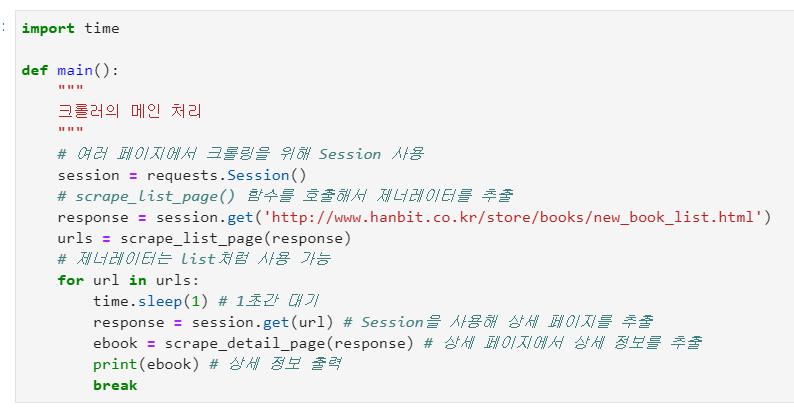 :
import time
def main():
    """
    크롤러의 메인 처리
    """
    # 여러 페이지에서 크롤링을 위해 Session 사용
    session = requests.Session()
    # scrape_list_page() 함수를 호출해서 제너레이터를 추출
    response = session.get('http://www.hanbit.co.kr/store/books/new_book_list.html')
    urls = scrape_list_page(response)
    # 제너레이터는 list처럼 사용 가능
    for url in urls:
        time.sleep(1) # 1초간 대기
        response = session.get(url) # Session을 사용해 상세 페이지를 추출
        ebook = scrape_detail_page(response) # 상세 페이지에서 상세 정보를 추출
        print(ebook) # 상세 정보 출력
        break